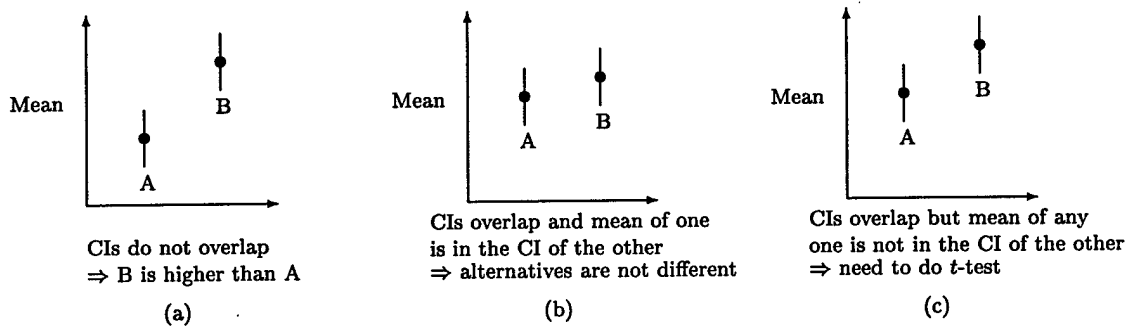 Mean
B
A
CIs do not overlap
⇒ B is higher than A
(a)
Mean
A
B
CIs overlap and mean of one
is in the CI of the other
⇒ alternatives are not different
(b)
Mean
B
A
CIs overlap but mean of any
one is not in the CI of the other
⇒ need to do t-test
(c)